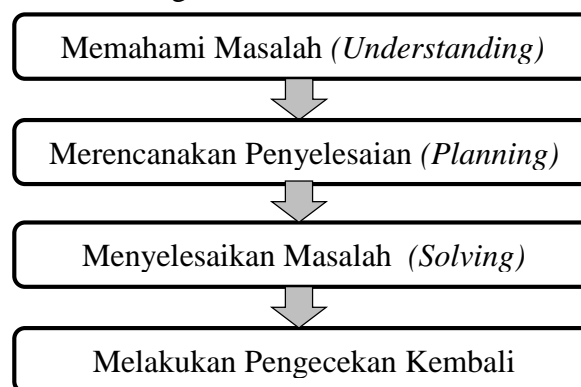 Memahami Masalah (Understanding)
Merencanakan Penyelesaian (Planning)
Menyelesaikan Masalah (Solving)
Melakukan Pengecekan Kembali